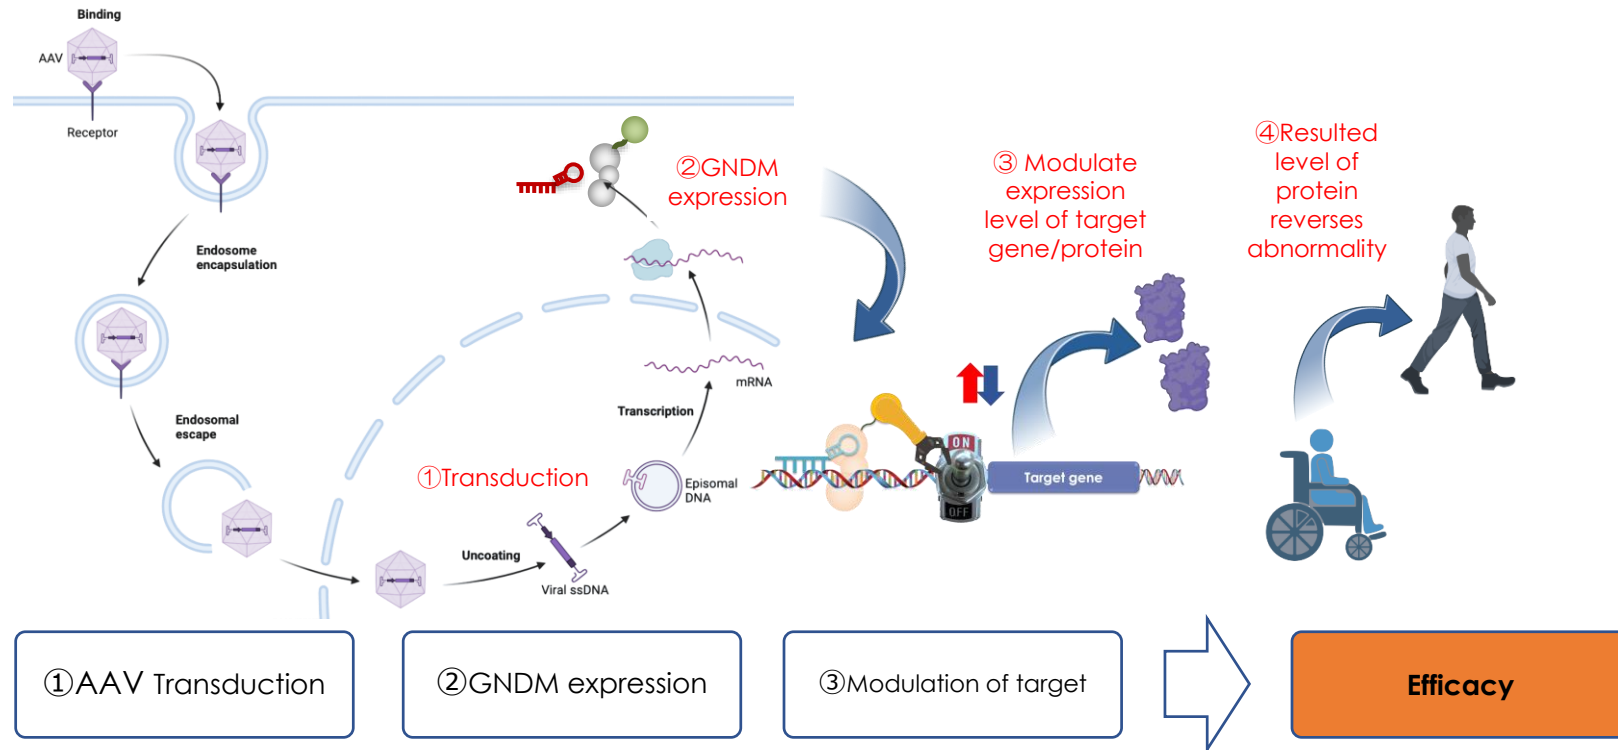 Binding
AAV
Receptor
Endosome
encapsulation
Endosomal
escape
Uncoating
Viral ssDNA
①Transduction
Episomal
DNA
Transcription
mRNA
②GNDM
expression
③ Modulate
expression
level of target
gene/protein
ON
OFF
Target gene
④Resulted
level of
protein
reverses
abnormality
①AAV Transduction
②GNDM expression
③Modulation of target
Efficacy